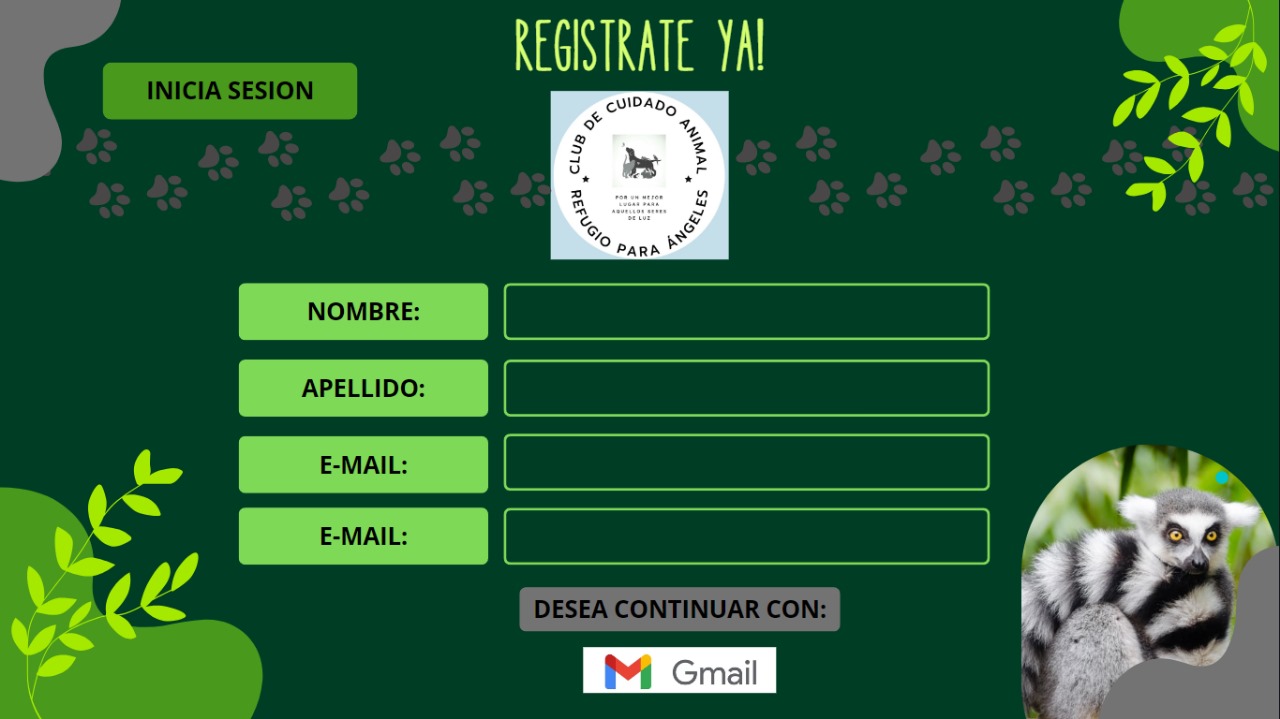 REGISTRATE YA!
INICIA SESION
CLUB DE CUIDADO ANIMAL
POR UN MEJOR
LUGAR PARA
AQUELLOS SERES
DE LUZ
REFUGIO PARA ÁNGELES
NOMBRE:
APELLIDO:
E-MAIL:
E-MAIL:
DESEA CONTINUAR CON:
Gmail